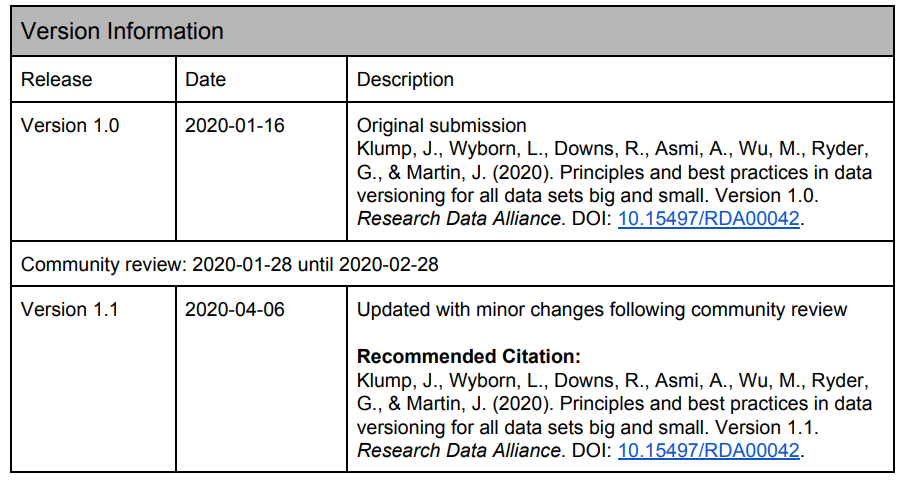 Version Information
Release Date Description
Version 1.0 2020-01-16 Original submission
Klump, J., Wyborn, L., Downs, R., Asmi, A., Wu, M., Ryder,
G., & Martin, J. (2020). Principles and best practices in data
versioning for all data sets big and small. Version 1.0.
Research Data Alliance. DOI: 10.15497/RDA00042.
Community review: 2020-01-28 until 2020-02-28
Version 1.1 2020-04-06 Updated with minor changes following community review
Recommended Citation:
Klump, J., Wyborn, L., Downs, R., Asmi, A., Wu, M., Ryder,
G., & Martin, J. (2020). Principles and best practices in data
versioning for all data sets big and small. Version 1.1.
Research Data Alliance. DOI: 10.15497/RDA00042.